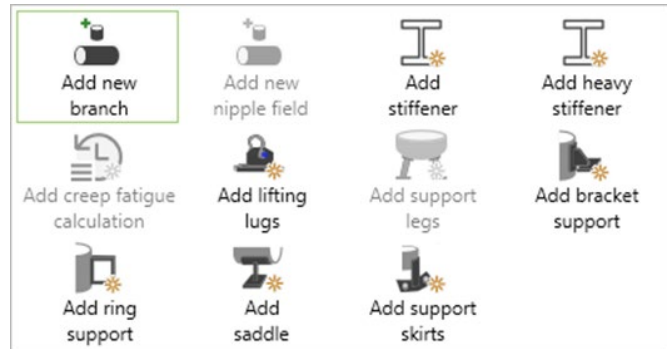 Add new
branch
Add new
nipple field
Add
stiffener
Add heavy
stiffener
Add creep fatigue
calculation
Add lifting
lugs
Add support
legs
Add bracket
support
Add ring
support
Add
saddle
Add support
skirts